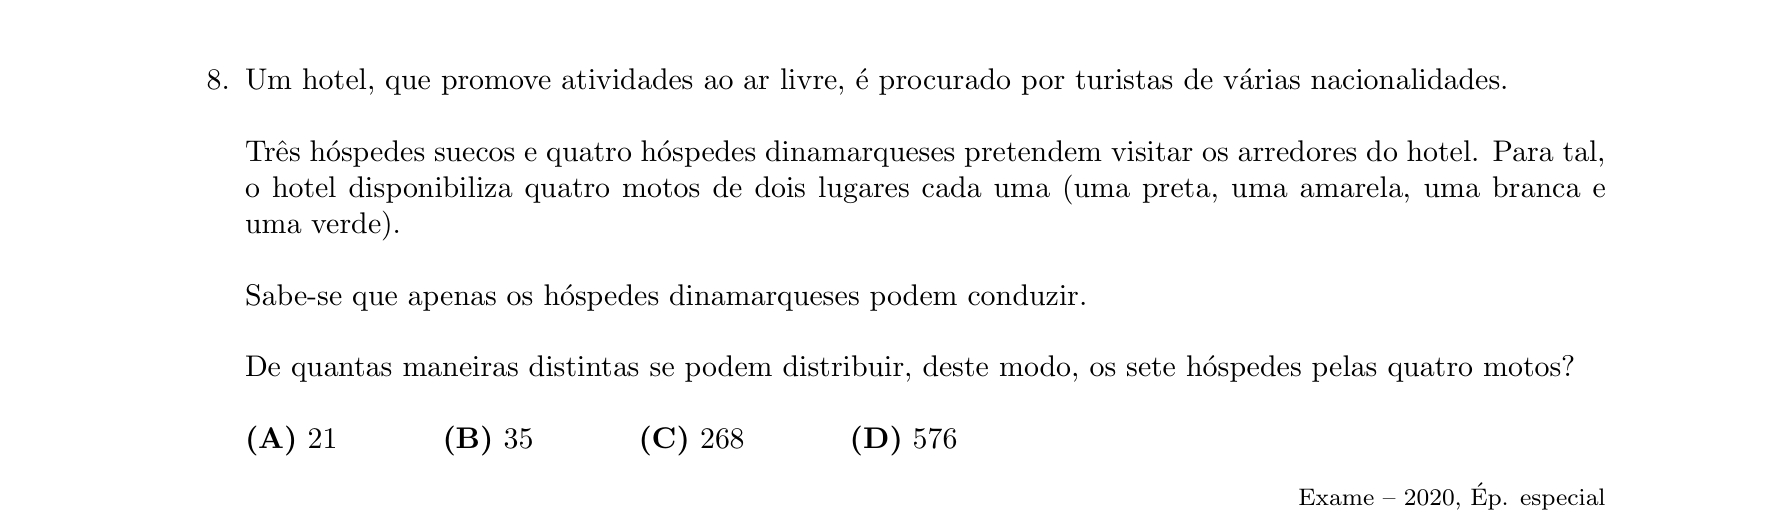 8. Um hotel, que promove atividades ao ar livre, é procurado por turistas de várias nacionalidades.
Três hóspedes suecos e quatro hóspedes dinamarqueses pretendem visitar os arredores do hotel. Para tal,
o hotel disponibiliza quatro motos de dois lugares cada uma (uma preta, uma amarela, uma branca e
uma verde).
Sabe-se que apenas os hóspedes dinamarqueses podem conduzir.
De quantas maneiras distintas se podem distribuir, deste modo, os sete hóspedes pelas quatro motos?
(A) 21 (B) 35 (C) 268 (D) 576
Exame – 2020, Ép. especial